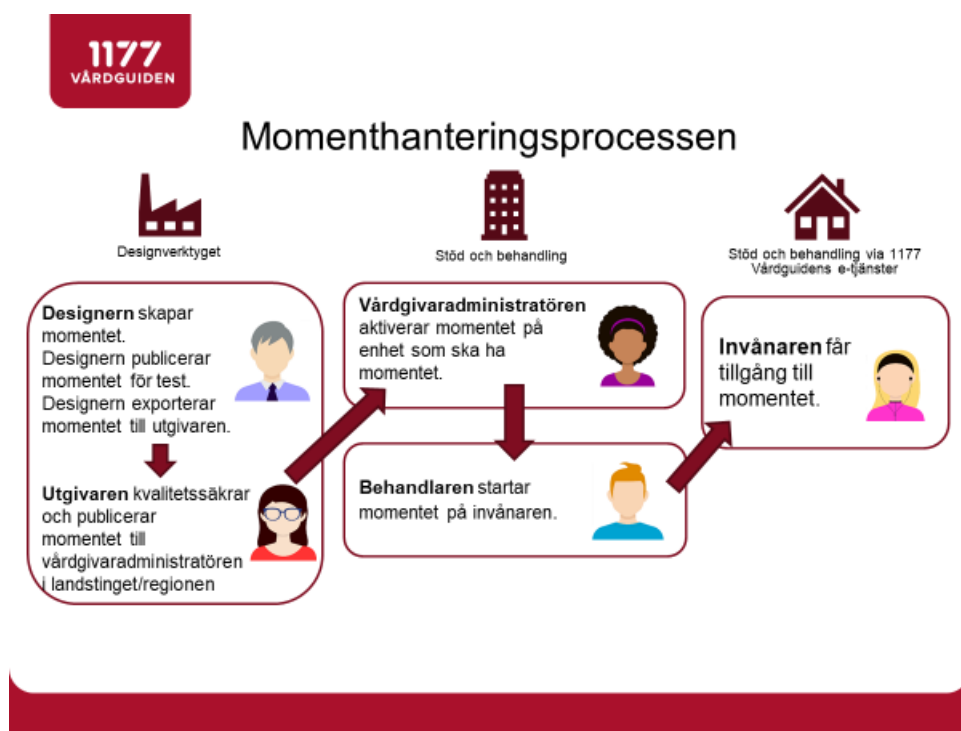 1177
VÅRDGUIDEN
Momenthanteringsprocessen
Designverktyget
Designern skapar
momentet.
Designern publicerar
momentet för test.
Designern exporterar
momentet till utgivaren.
Utgivaren kvalitetssäkrar
och publicerar
momentet till
vårdgivaradministratören
i landstinget/regionen
Stöd och behandling
Vårdgivaradministratören
aktiverar momentet på
enhet som ska ha
momentet.
Behandlaren startar
momentet på invånaren.
Stöd och behandling via 1177
Vårdguidens e-tjänster
Invånaren får
tillgång till
momentet.